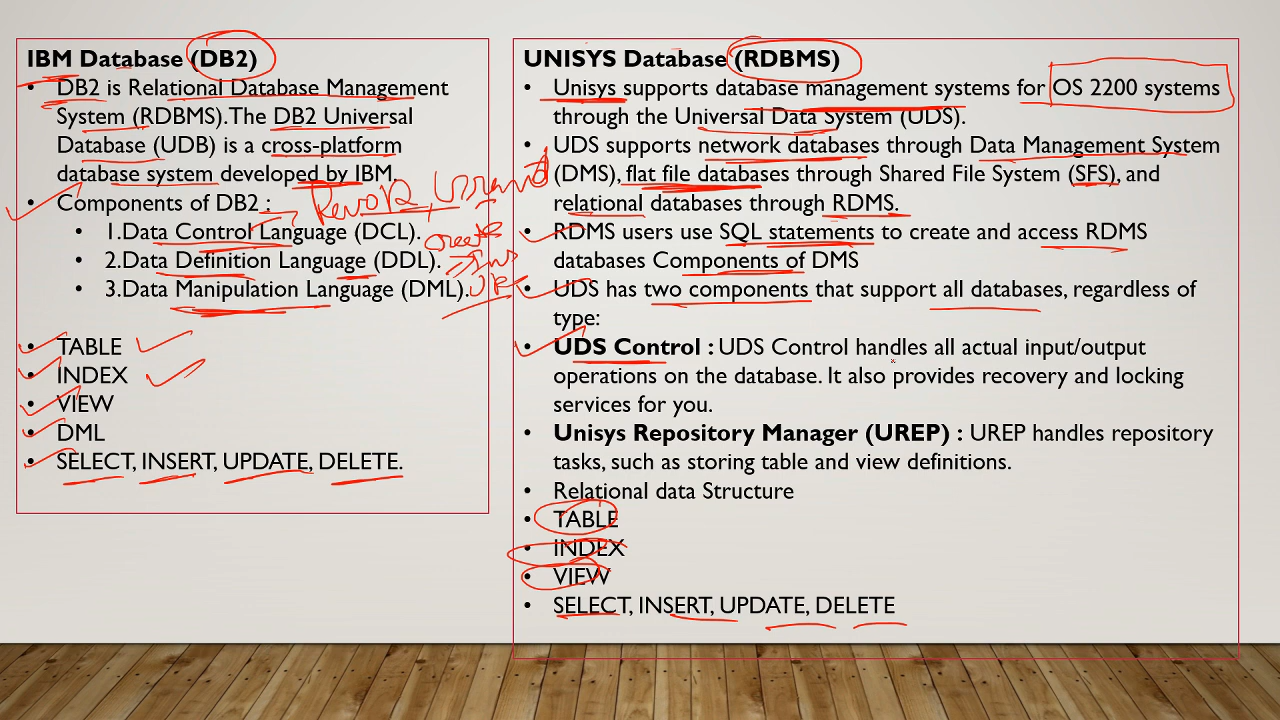 IBM Database (DB2)
• DB2 is Relational Database Management
System (RDBMS).The DB2 Universal
Database (UDB) is a cross-platform
database system developed by IBM.
• Components of DB2 :
Revok, Grand
• 1.Data Control Language (DCL).
• 2.Data Definition Language (DDL).
• 3.Data Manipulation Language (DML).
create
Ins
UP
• TABLE
• INDEX
• VIEW
• DML
• SELECT, INSERT, UPDATE, DELETE.
UNISYS Database (RDBMS)
• Unisys supports database management systems for OS 2200 systems
through the Universal Data System (UDS).
• UDS supports network databases through Data Management System
(DMS), flat file databases through Shared File System (SFS), and
relational databases through RDMS.
• RDMS users use SQL statements to create and access RDMS
databases Components of DMS
• UDS has two components that support all databases, regardless of
type:
• UDS Control : UDS Control handles all actual input/output
operations on the database. It also provides recovery and locking
services for you.
• Unisys Repository Manager (UREP) : UREP handles repository
tasks, such as storing table and view definitions.
• Relational data Structure
• TABLE
• INDEX
• VIEW
• SELECT, INSERT, UPDATE, DELETE